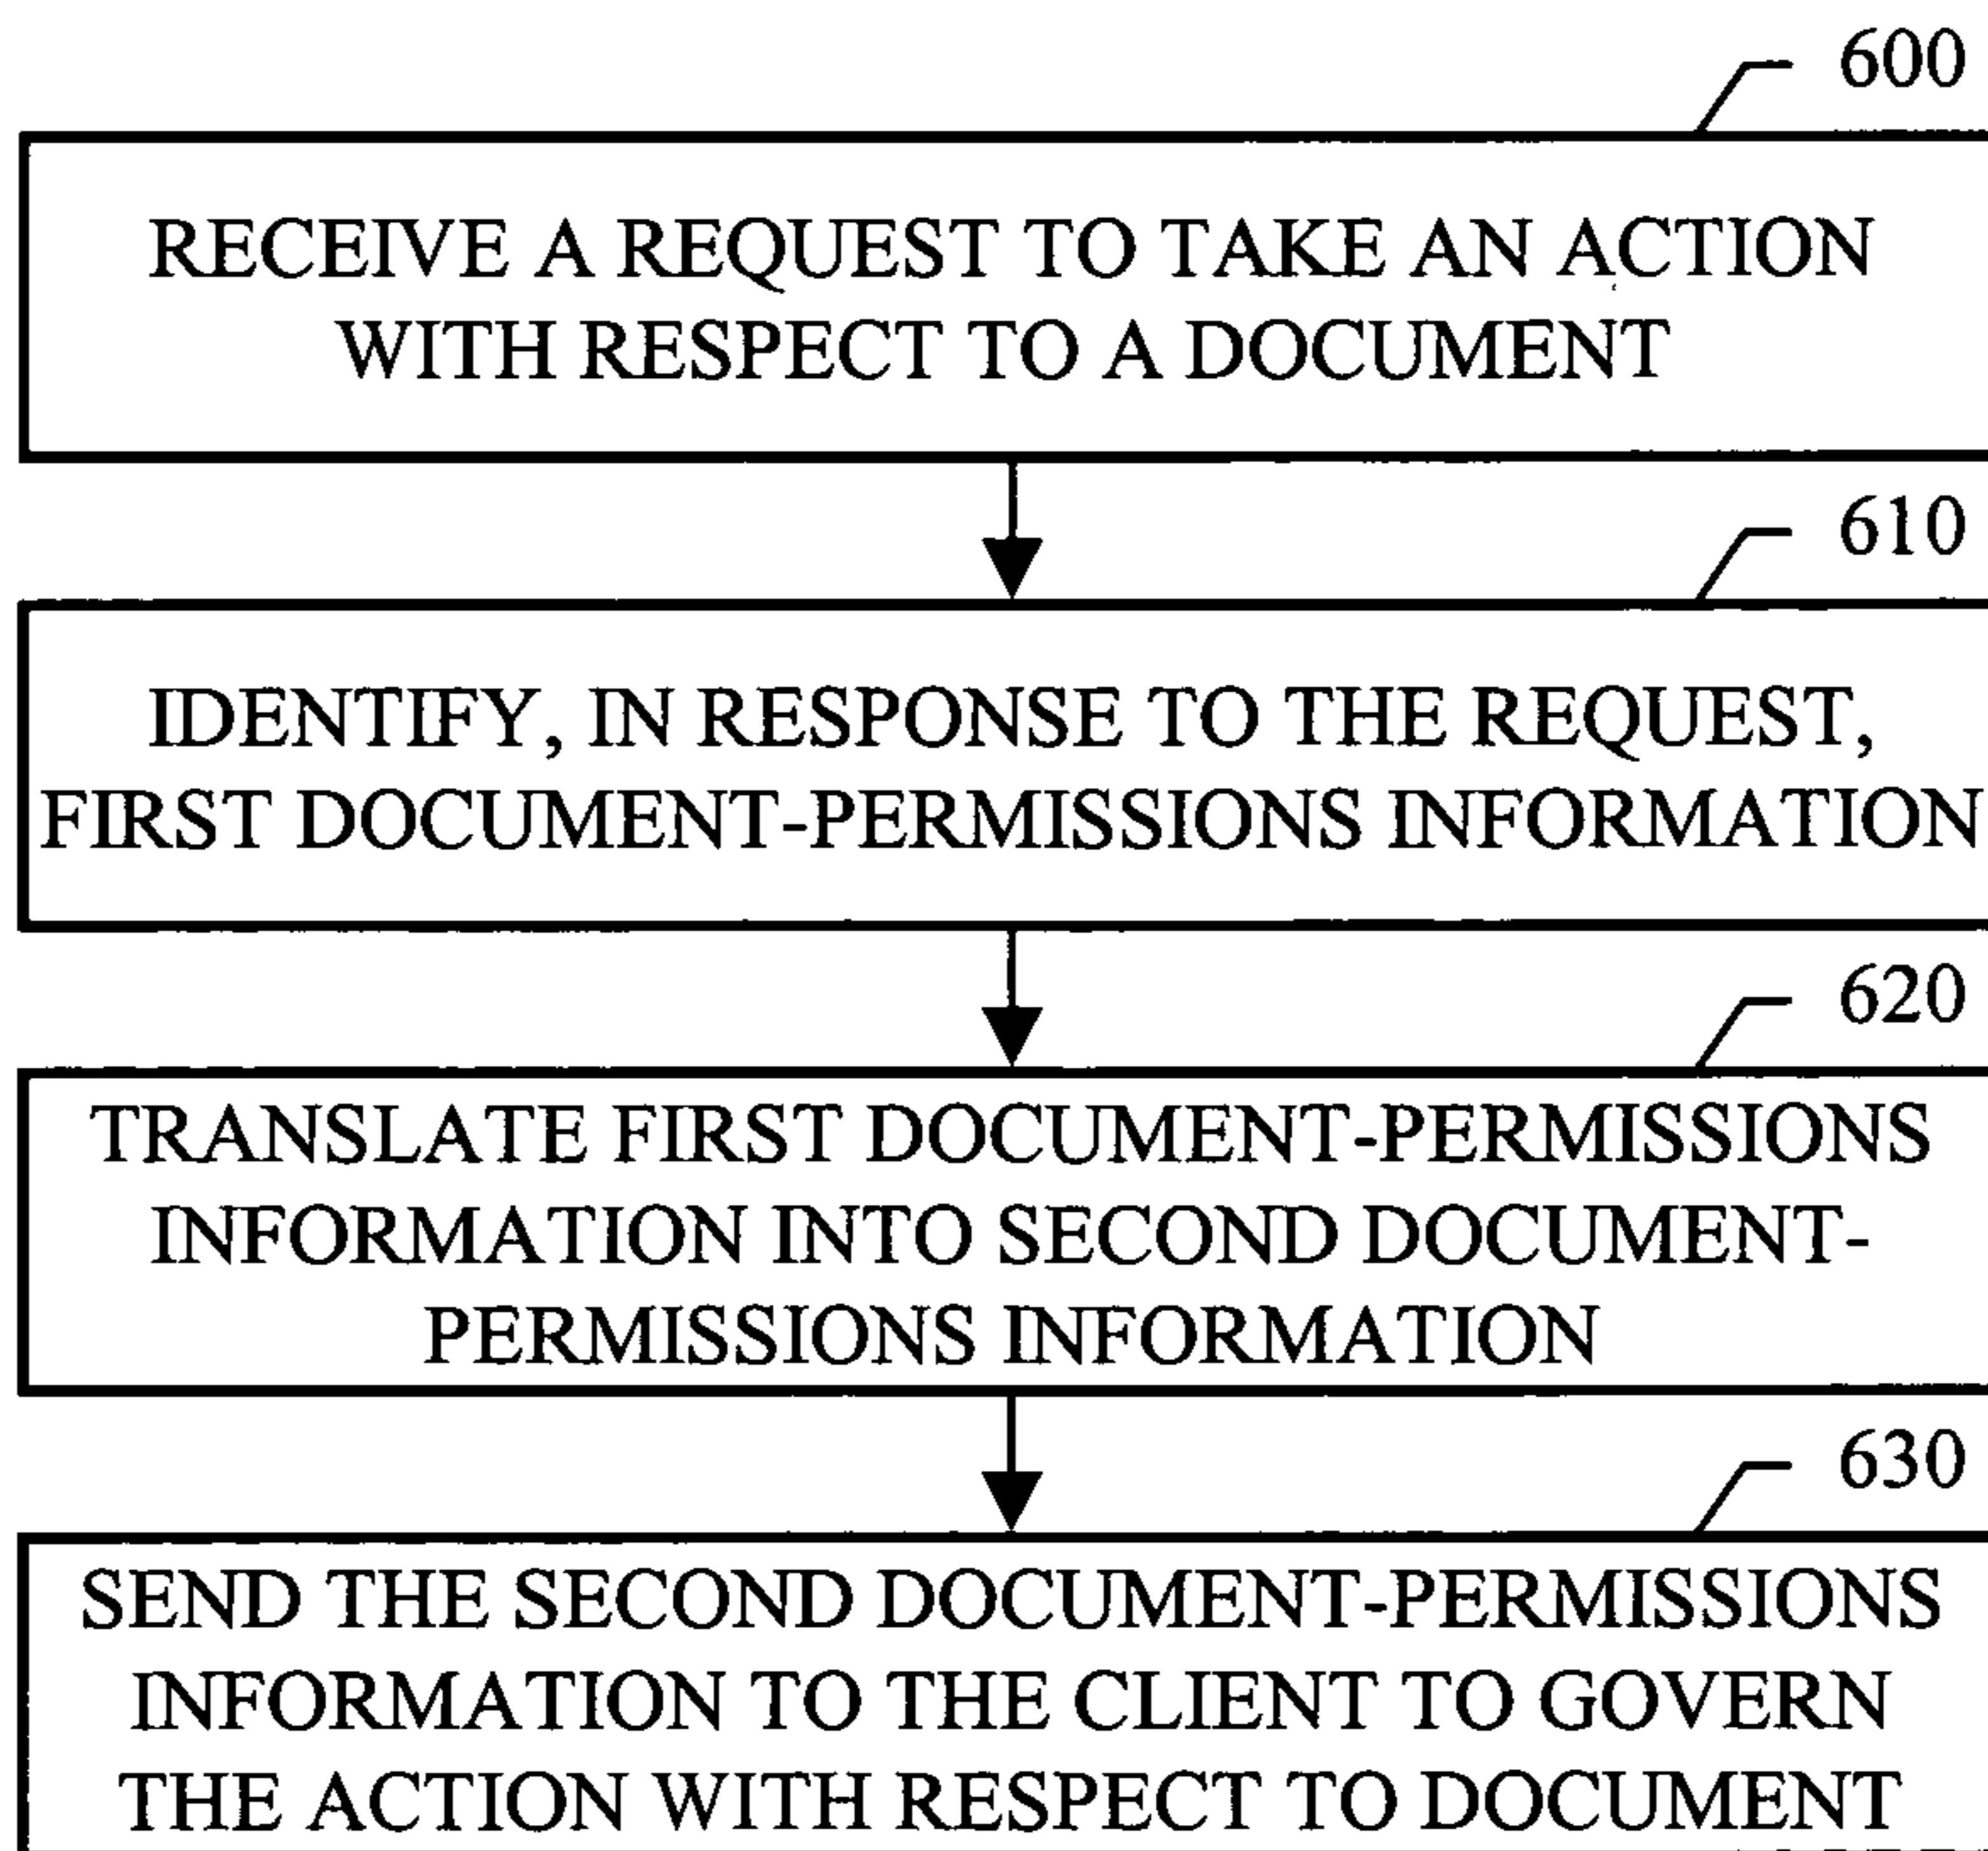 600
RECEIVE A REQUEST TO TAKE AN ACTION
WITH RESPECT TO A DOCUMENT
610
IDENTIFY, IN RESPONSE TO THE REQUEST,
FIRST DOCUMENT-PERMISSIONS INFORMATION
620
TRANSLATE FIRST DOCUMENT-PERMISSIONS
INFORMATION INTO SECOND DOCUMENT-
PERMISSIONS INFORMATION
630
SEND THE SECOND DOCUMENT-PERMISSIONS
INFORMATION TO THE CLIENT TO GOVERN
THE ACTION WITH RESPECT TO DOCUMENT